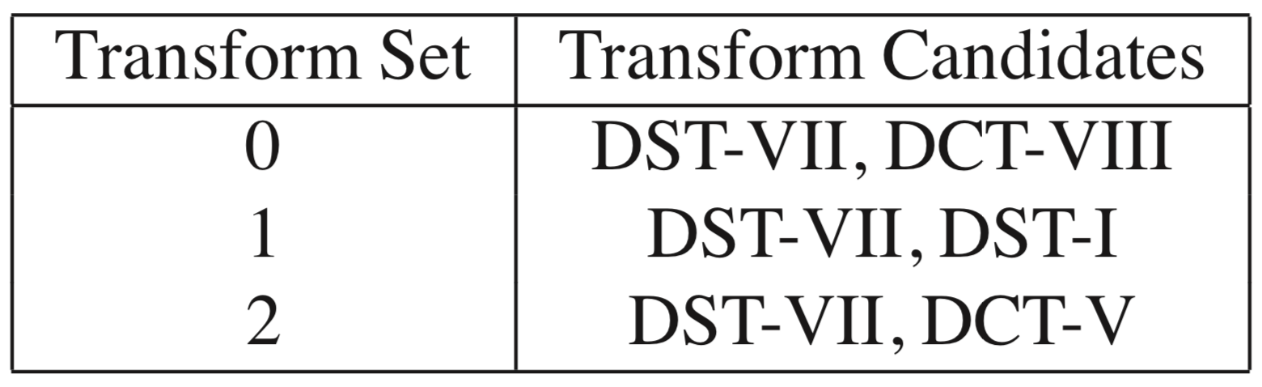 Transform Set Transform Candidates
0 DST-VII, DCT-VIII
1 DST-VII, DST-I
2 DST-VII, DCT-V